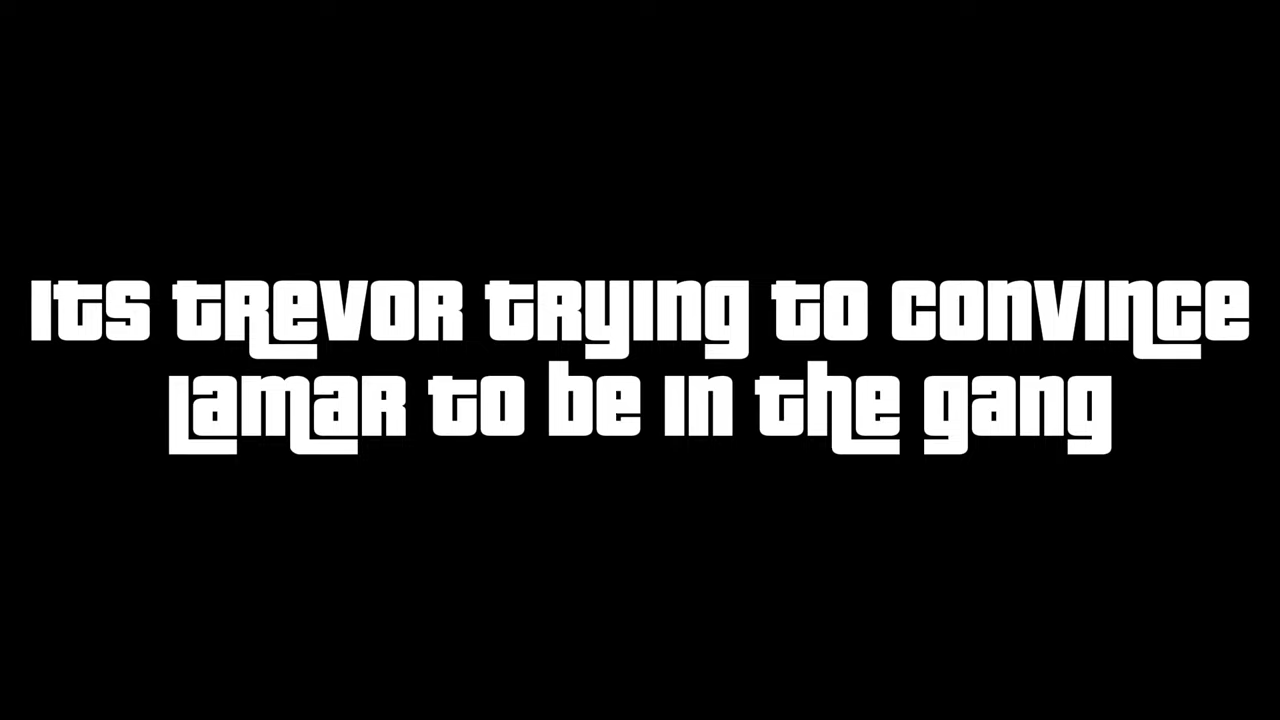 Its Trevor trying to convince
Lamar to be in the gang